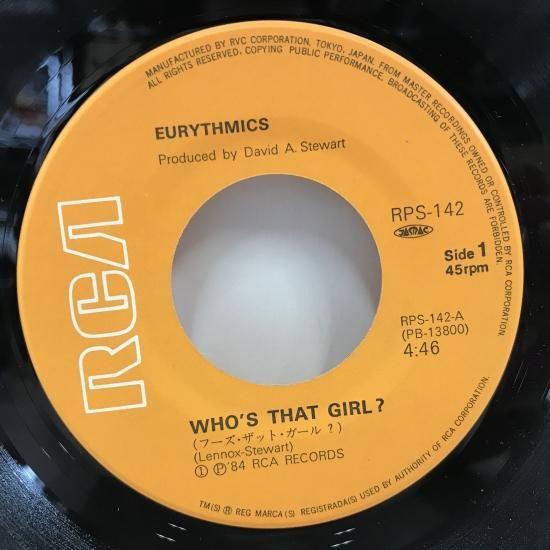 MANUFACTURED BY RVC CORPORATION, TOKYO, JAPAN. FROM MASTER RECORDINGS OWNED OR CONTROLLED BY RCA CORPORATION.
ALL RIGHTS RESERVED. COPYING PUBLIC PERFORMANCE, BROADCASTING OF THESE RECORDS ARE FORBIDDEN.
EURYTHMICS
Produced by David A. Stewart
RCA
RPS-142
JASRAC
Side 1
45rpm
RPS-142-A
(PB-13800)
4:46
WHO'S THAT GIRL?
(フーズ・ザット・ガール?)
(Lennox-Stewart)
① Ⓟ'84 RCA RECORDS
TM(S) ® REG MARCA(S) REGISTRADA(S) USED BY AUTHORITY OF RCA CORPORATION.